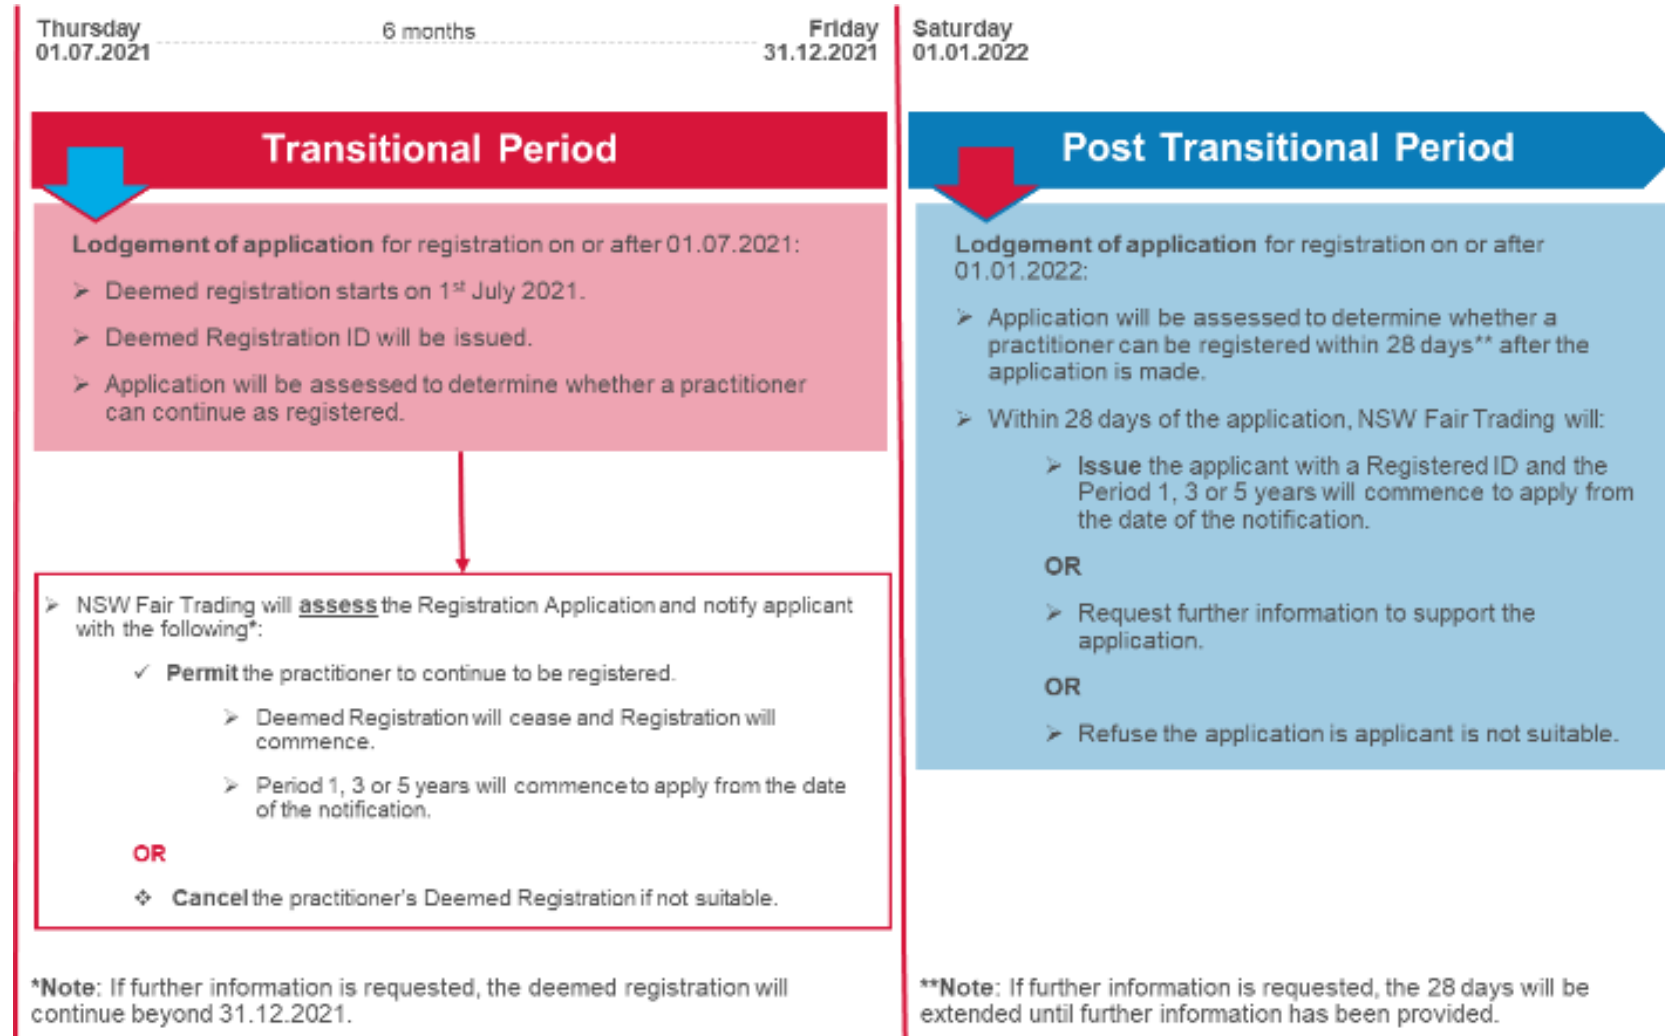 Thursday
01.07.2021
6 months
Friday
31.12.2021
Transitional Period
Lodgement of application for registration on or after 01.07.2021:
➢ Deemed registration starts on 1st July 2021.
➢ Deemed Registration ID will be issued.
➢ Application will be assessed to determine whether a practitioner
can continue as registered.
➢ NSW Fair Trading will assess the Registration Application and notify applicant
with the following*:
✓ Permit the practitioner to continue to be registered.
➢ Deemed Registration will cease and Registration will
commence.
➢ Period 1, 3 or 5 years will commence to apply from the date
of the notification.
OR
❖ Cancel the practitioner's Deemed Registration if not suitable.
*Note: If further information is requested, the deemed registration will
continue beyond 31.12.2021.
Saturday
01.01.2022
Post Transitional Period
Lodgement of application for registration on or after
01.01.2022:
➢ Application will be assessed to determine whether a
practitioner can be registered within 28 days** after the
application is made.
➢ Within 28 days of the application, NSW Fair Trading will:
➢ Issue the applicant with a Registered ID and the
Period 1, 3 or 5 years will commence to apply from
the date of the notification.
OR
➢ Request further information to support the
application.
OR
➢ Refuse the application is applicant is not suitable.
**Note: If further information is requested, the 28 days will be
extended until further information has been provided.